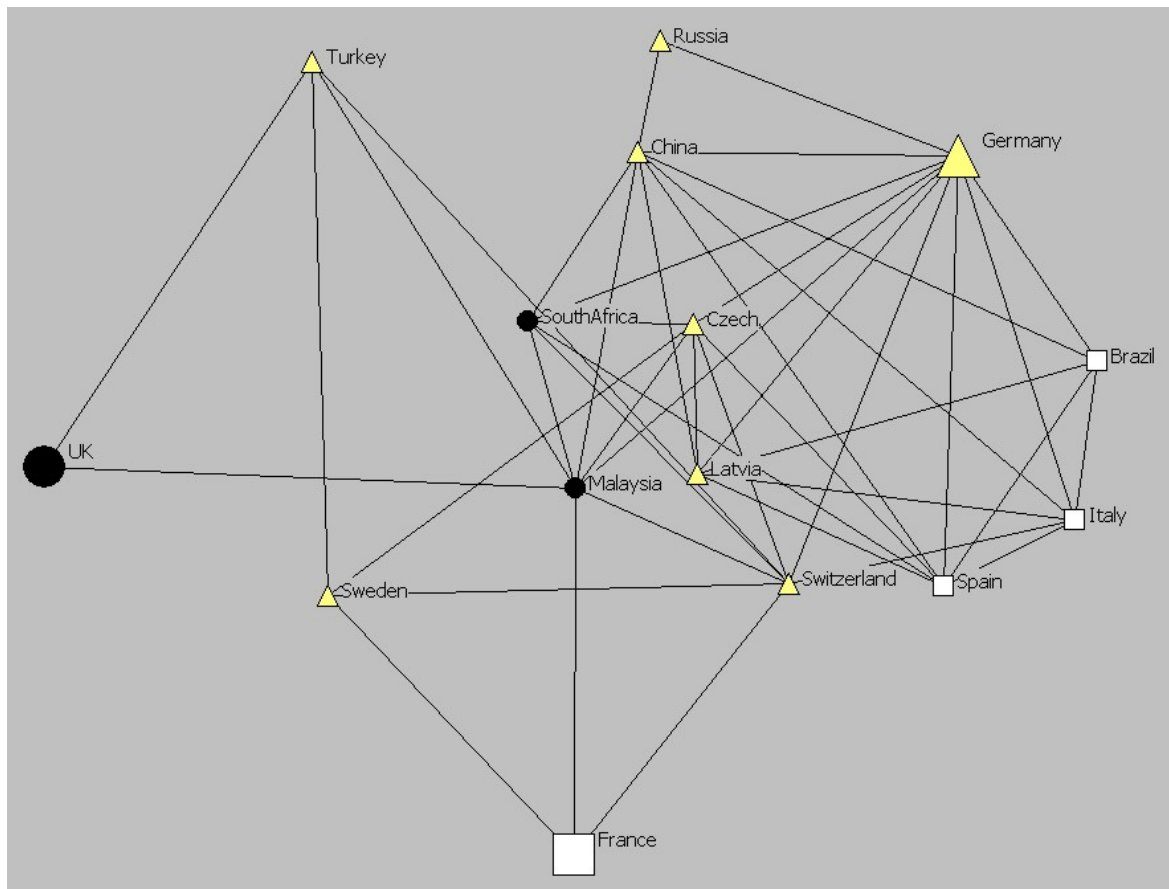 Russia
Turkey
Germany
China
SouthAfrica
Czech
Brazil
UK
Latvia
Malaysia
Italy
Switzerland
Spain
Sweden
France